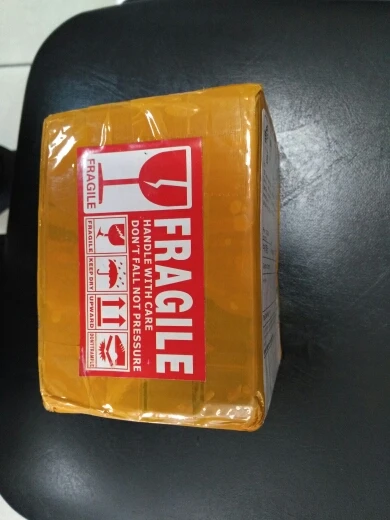 FRAGILE
FRAGILE
HANDLE WITH CARE
DON'T FALL NOT PRESSURE
FRAGILE
KEEP DRY
UPWARD